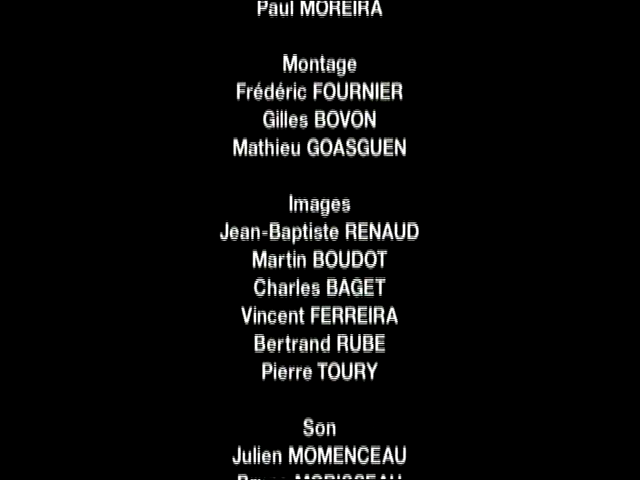 Paul MOREIRA
Montage
Frédéric FOURNIER
Gilles BOVON
Mathieu GOASGUEN
Images
Jean-Baptiste RENAUD
Martin BOUDOT
Charles BAGET
Vincent FERREIRA
Bertrand RUBE
Pierre TOURY
Son
Julien MOMENCEAU